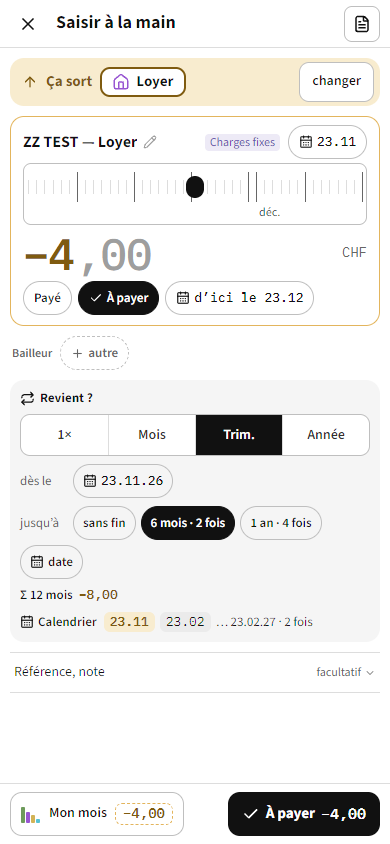 Saisir à la main
Ça sort Loyer changer
ZZ TEST — Loyer Charges fixes 23.11
déc.
−4,00 CHF
Payé À payer d’ici le 23.12
Bailleur + autre
Revient ?
1× Mois Trim. Année
dès le 23.11.26
jusqu’à sans fin 6 mois · 2 fois 1 an · 4 fois
date
Σ 12 mois −8,00
Calendrier 23.11 23.02 … 23.02.27 · 2 fois
Référence, note facultatif
Mon mois −4,00 À payer −4,00